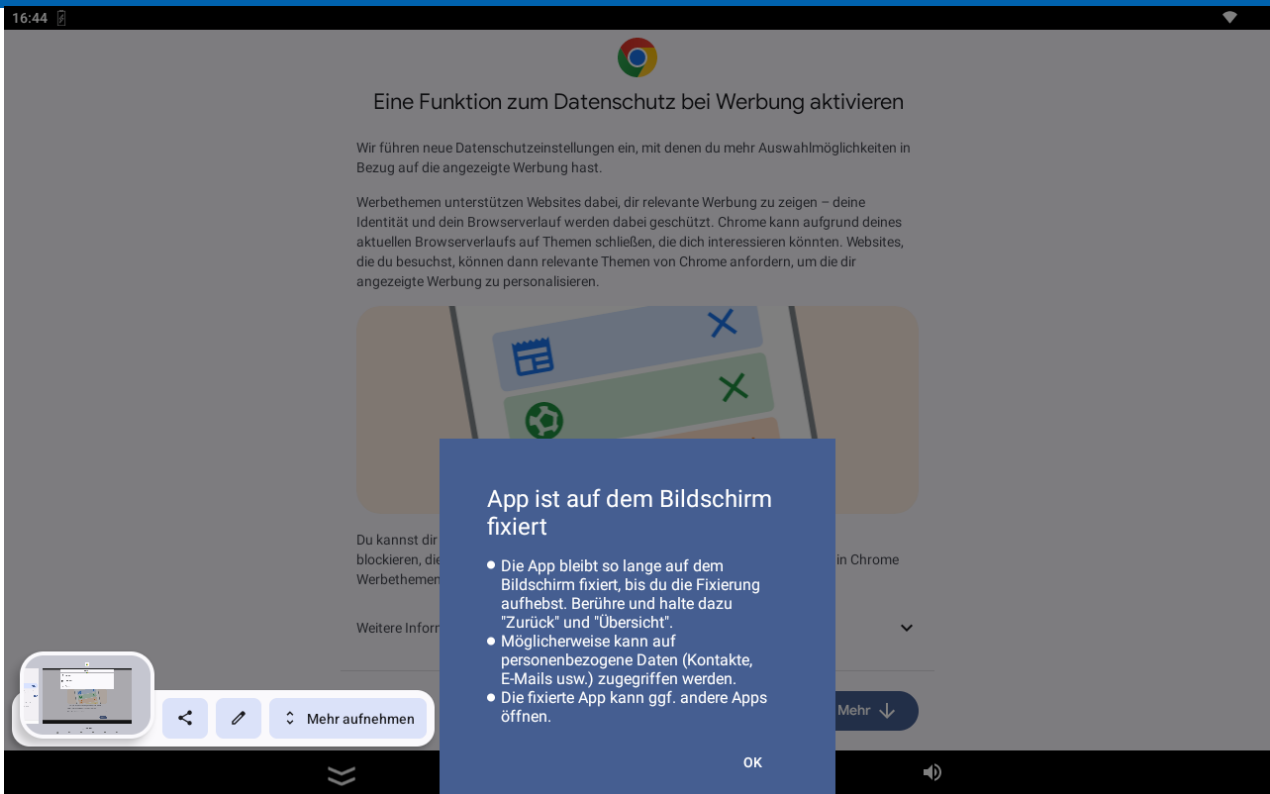 16:44
Eine Funktion zum Datenschutz bei Werbung aktivieren
Wir führen neue Datenschutzeinstellungen ein, mit denen du mehr Auswahlmöglichkeiten in
Bezug auf die angezeigte Werbung hast.
Werbethemen unterstützen Websites dabei, dir relevante Werbung zu zeigen – deine
Identität und dein Browserverlauf werden dabei geschützt. Chrome kann aufgrund deines
aktuellen Browserverlaufs auf Themen schließen, die dich interessieren könnten. Websites,
die du besuchst, können dann relevante Themen von Chrome anfordern, um die dir
angezeigte Werbung zu personalisieren.
Du kannst dir
blockieren, die in Chrome
Werbethemen
Weitere Inforr
App ist auf dem Bildschirm
fixiert
Die App bleibt so lange auf dem
Bildschirm fixiert, bis du die Fixierung
aufhebst. Berühre und halte dazu
"Zurück" und "Übersicht".
Möglicherweise kann auf
personenbezogene Daten (Kontakte,
E-Mails usw.) zugegriffen werden.
Die fixierte App kann ggf. andere Apps
öffnen.
OK
Mehr
Mehr aufnehmen